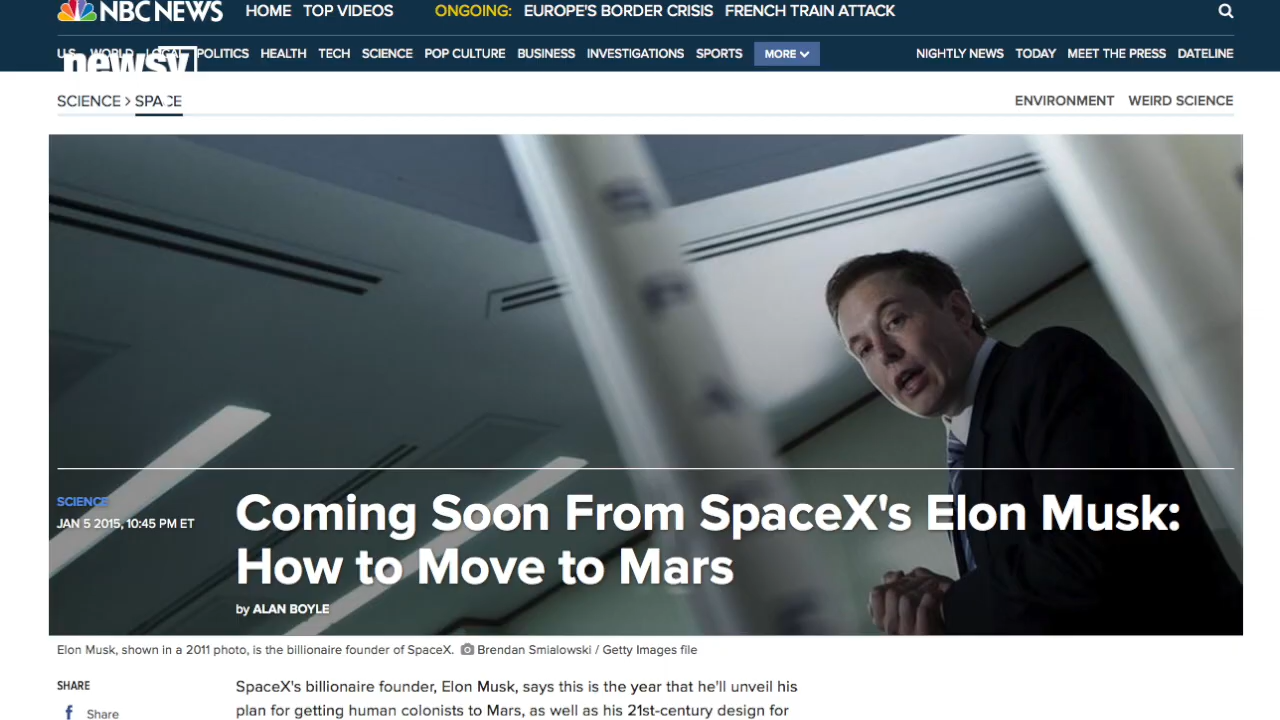 NBC NEWS HOME TOP VIDEOS ONGOING: EUROPE'S BORDER CRISIS FRENCH TRAIN ATTACK
U.S. WORLD LOCAL POLITICS HEALTH TECH SCIENCE POP CULTURE BUSINESS INVESTIGATIONS SPORTS MORE NIGHTLY NEWS TODAY MEET THE PRESS DATELINE
newsy
SCIENCE > SPACE ENVIRONMENT WEIRD SCIENCE
SCIENCE
JAN 5 2015, 10:45 PM ET
Coming Soon From SpaceX's Elon Musk:
How to Move to Mars
by ALAN BOYLE
Elon Musk, shown in a 2011 photo, is the billionaire founder of SpaceX. Brendan Smialowski / Getty Images file
SHARE
Share
SpaceX's billionaire founder, Elon Musk, says this is the year that he'll unveil his
plan for getting human colonists to Mars, as well as his 21st-century design for